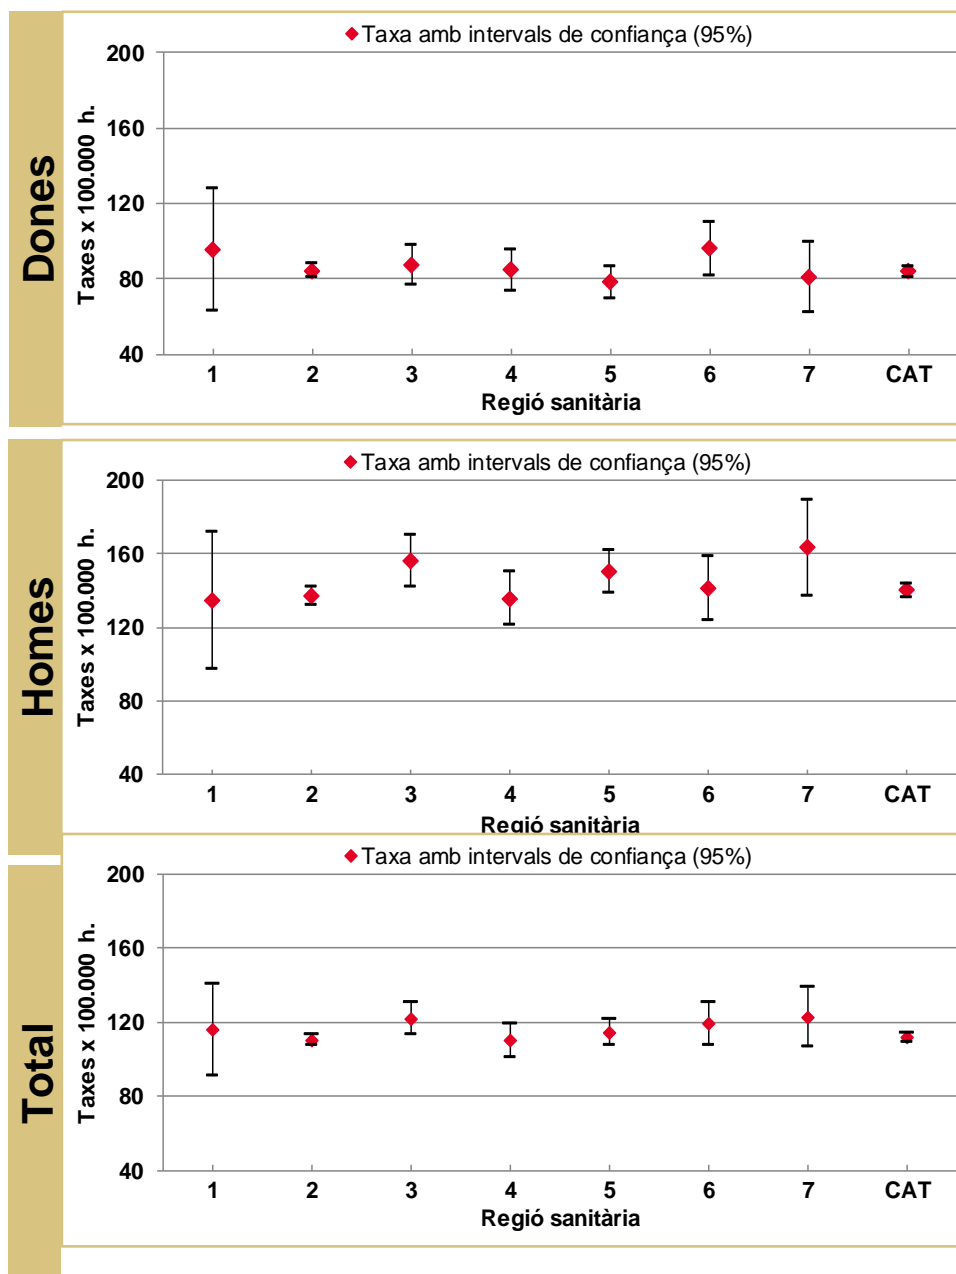 Dones
Taxa amb intervals de confiança (95%)
Taxes x 100.000 h.
200
160
120
80
40
1 2 3 4 5 6 7 CAT
Regió sanitària
Homes
Taxa amb intervals de confiança (95%)
Taxes x 100.000 h.
200
160
120
80
40
1 2 3 4 5 6 7 CAT
Regió sanitària
Total
Taxa amb intervals de confiança (95%)
Taxes x 100.000 h.
200
160
120
80
40
1 2 3 4 5 6 7 CAT
Regió sanitària